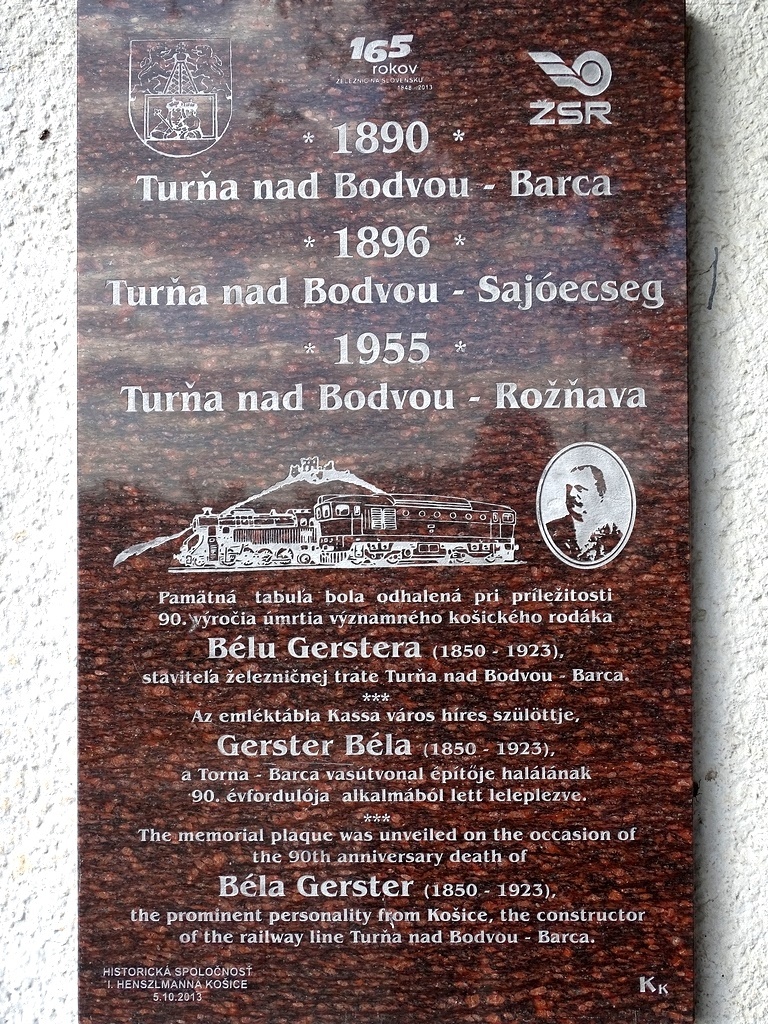 165
rokov
ŽELEZNÍC NA SLOVENSKU
1848 - 2013
ŽSR
* 1890 *
Turňa nad Bodvou - Barca
* 1896 *
Turňa nad Bodvou - Sajóecseg
* 1955 *
Turňa nad Bodvou - Rožňava
Pamätná tabuľa bola odhalená pri príležitosti
90. výročia úmrtia významného košického rodáka
Bélu Gerstera (1850 - 1923),
staviteľa železničnej trate Turňa nad Bodvou - Barca.
***
Az emléktábla Kassa város híres szülöttje,
Gerster Béla (1850 - 1923),
a Torna - Barca vasútvonal építője halálának
90. évfordulója alkalmából lett leleplezve.
***
The memorial plaque was unveiled on the occasion of
the 90th anniversary death of
Béla Gerster (1850 - 1923),
the prominent personality from Košice, the constructor
of the railway line Turňa nad Bodvou - Barca.
HISTORICKÁ SPOLOČNOSŤ
I. HENSZLMANNA KOŠICE
5.10.2013
KK